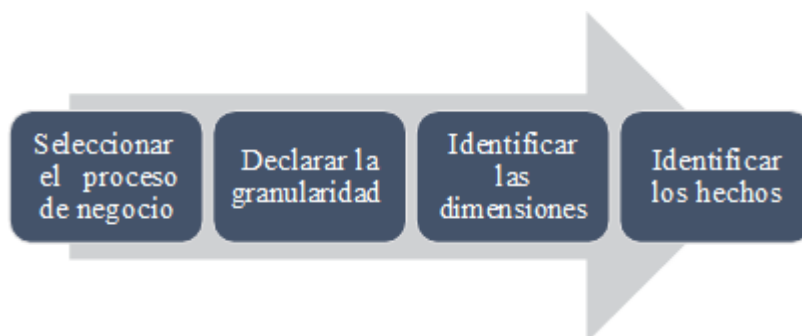 Seleccionar
el proceso
de negocio
Declarar la
granularidad
Identificar
las
dimensiones
Identificar
los hechos